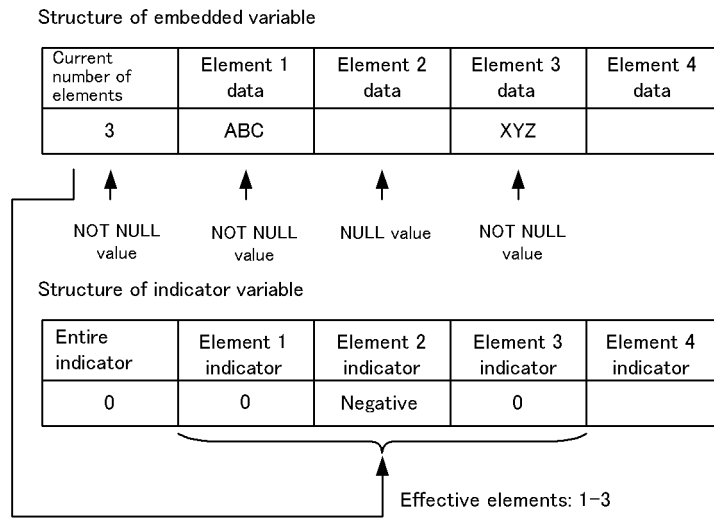 Structure of embedded variable
Current
number of
elements
Element 1
data
Element 2
data
Element 3
data
Element 4
data
3
ABC
XYZ
NOT NULL
value
NOT NULL
value
NULL value
NOT NULL
value
Structure of indicator variable
Entire
indicator
Element 1
indicator
Element 2
indicator
Element 3
indicator
Element 4
indicator
0
0
Negative
0
Effective elements: 1-3